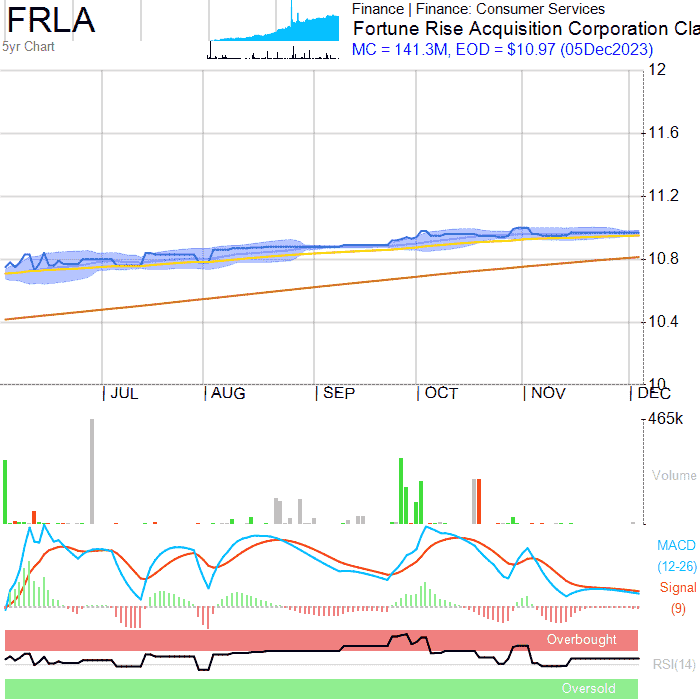 FRLA
5yr Chart
Finance | Finance: Consumer Services
Fortune Rise Acquisition Corporation Cla
MC = 141.3M, EOD = $10.97 (05Dec2023)
12
11.6
11.2
10.8
10.4
10
JUL AUG SEP OCT NOV DEC
465k
Volume
MACD
(12-26)
Signal
(9)
Overbought
RSI(14)
Oversold